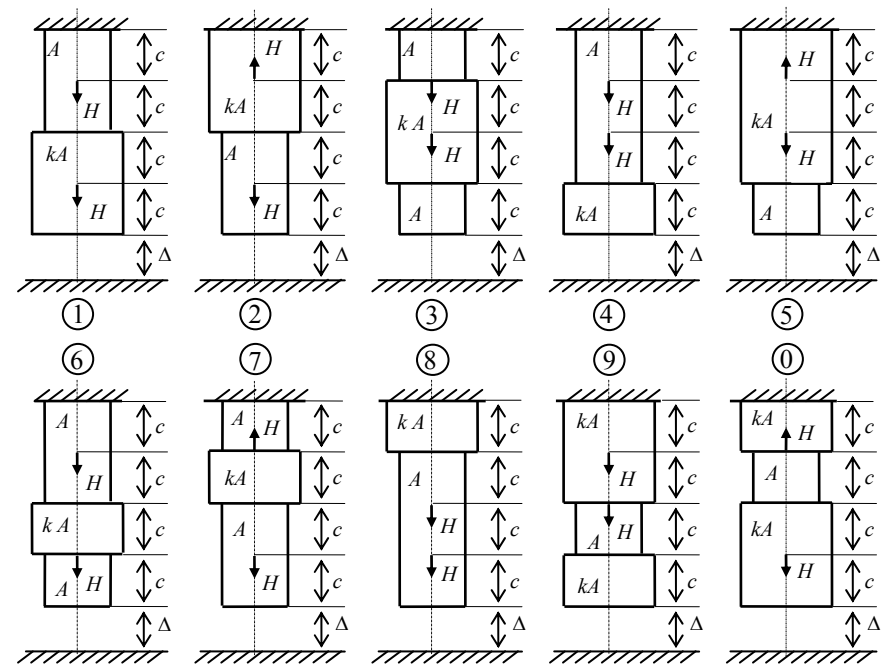 A H kA H c c c c Δ
H kA A H c c c c Δ
A H k A H A c c c c Δ
A H H kA c c c c Δ
H kA H A c c c c Δ
1 2 3 4 5
6 7 8 9 0
A H k A A H c c c c Δ
A H kA A H c c c c Δ
k A A H H c c c c Δ
kA H A kA c c c c Δ
kA H A kA H c c c c Δ